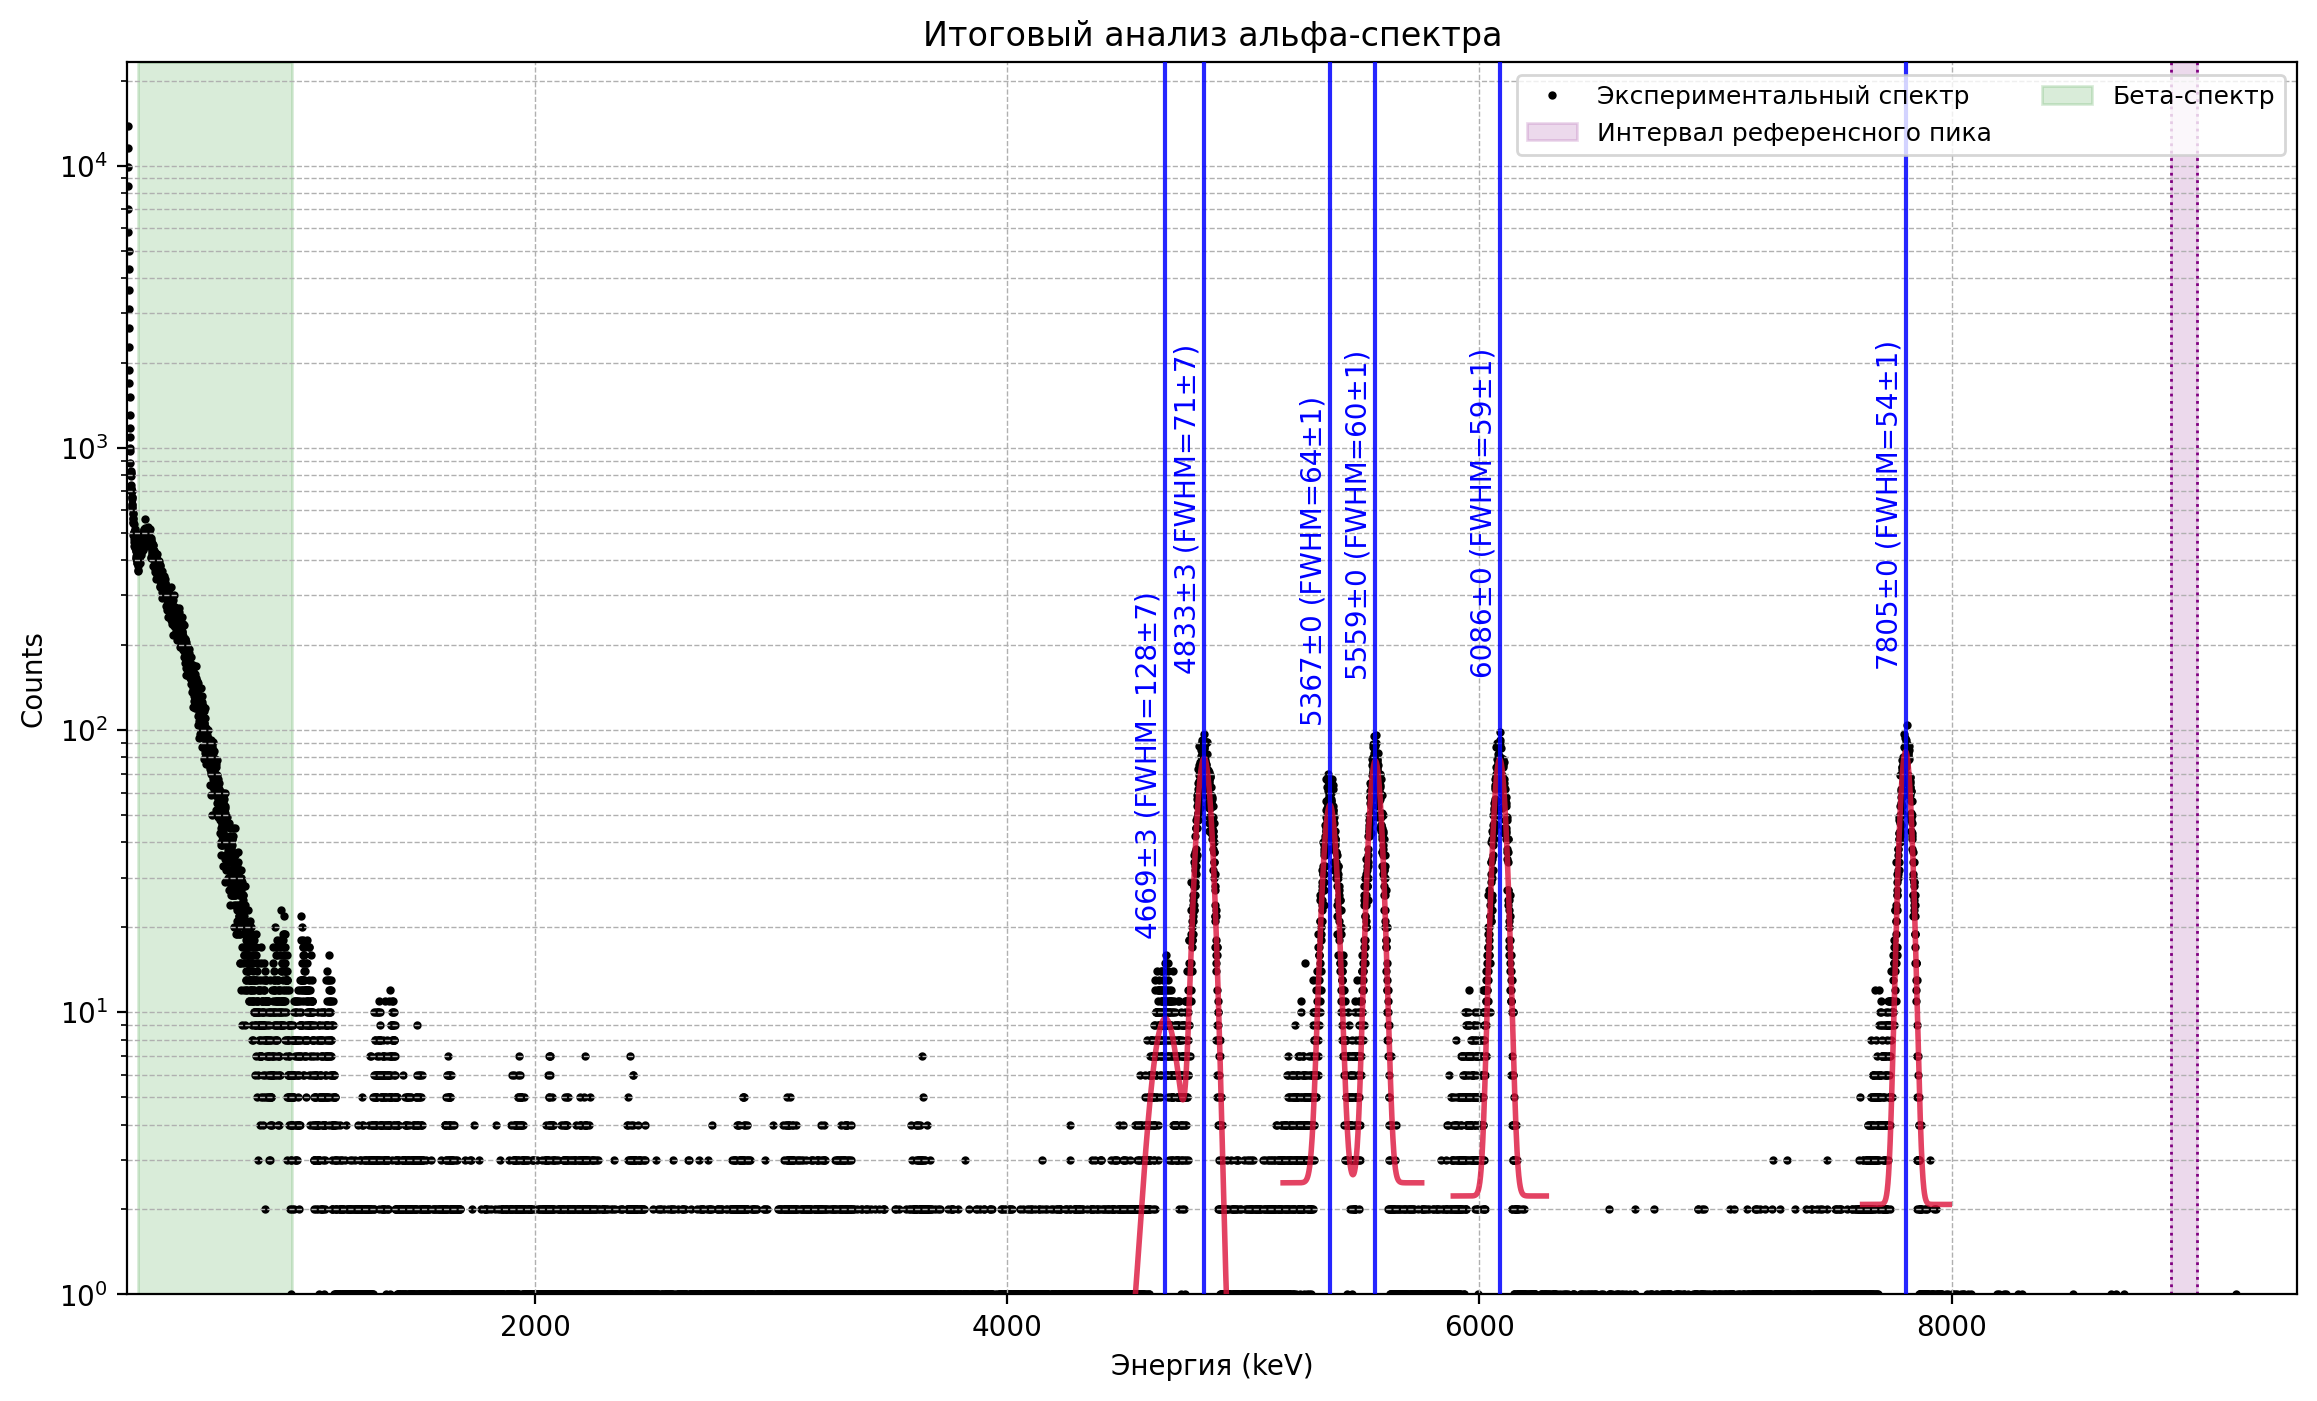 Итоговый анализ альфа-спектра
Экспериментальный спектр
Интервал референсного пика
Бета-спектр
4669±3 (FWHM=128±7)
4833±3 (FWHM=71±7)
5367±0 (FWHM=64±1)
5559±0 (FWHM=60±1)
6086±0 (FWHM=59±1)
7805±0 (FWHM=54±1)
Counts
10⁴
10³
10²
10¹
10⁰
2000
4000
6000
8000
Энергия (keV)